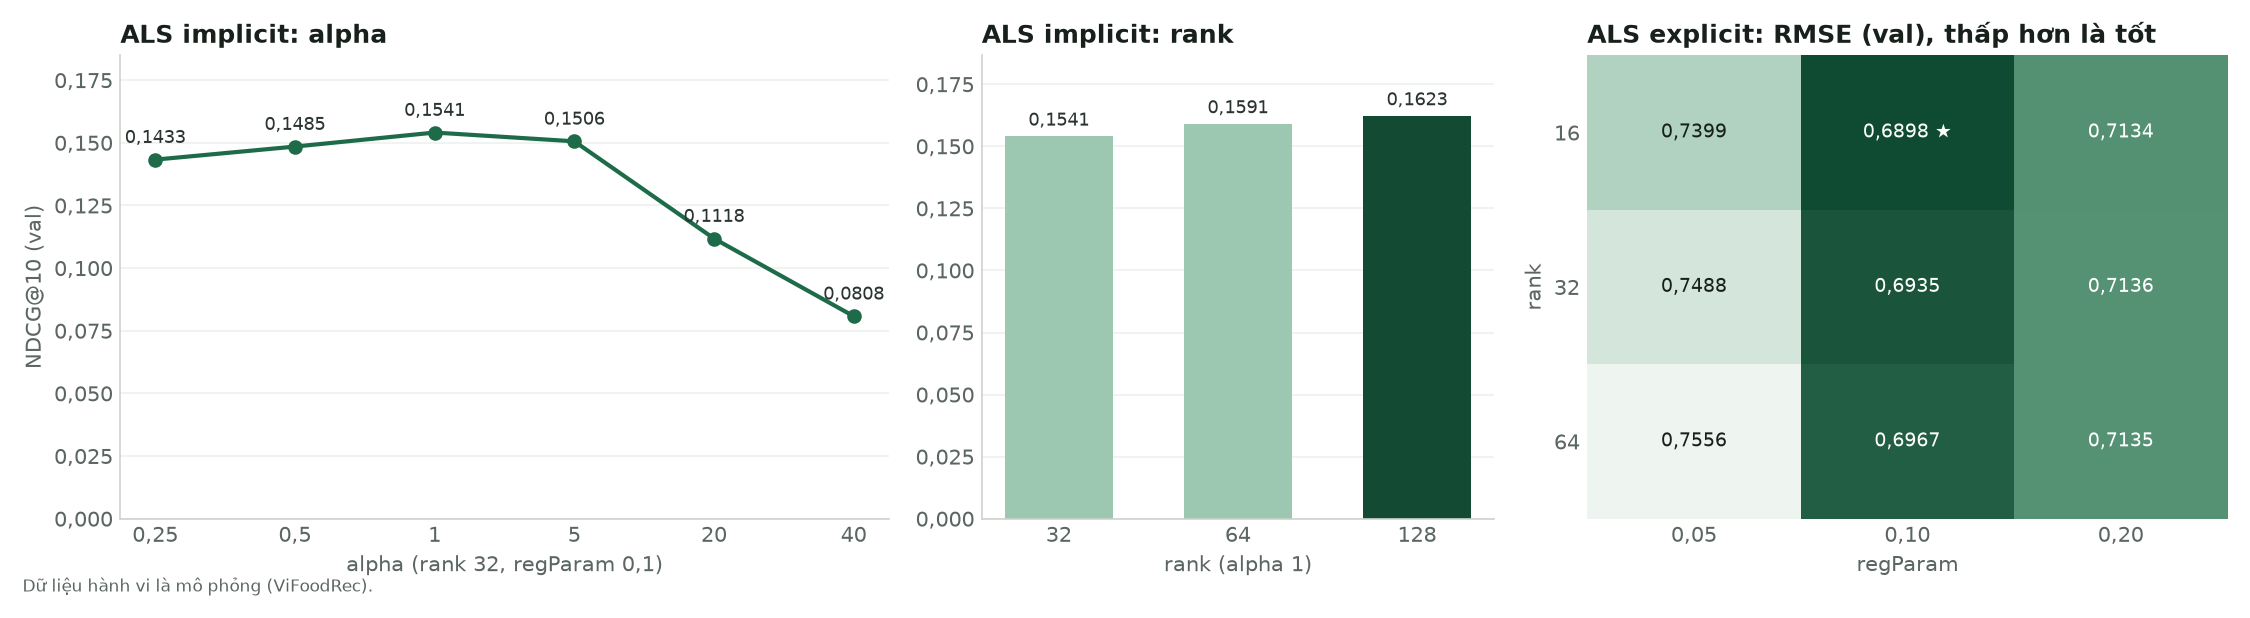 ALS implicit: alpha
NDCG@10 (val)
0,175
0,150
0,125
0,100
0,075
0,050
0,025
0,000
0,1433
0,1485
0,1541
0,1506
0,1118
0,0808
0,25 0,5 1 5 20 40
alpha (rank 32, regParam 0,1)
ALS implicit: rank
0,175
0,150
0,125
0,100
0,075
0,050
0,025
0,000
0,1541
0,1591
0,1623
32 64 128
rank (alpha 1)
ALS explicit: RMSE (val), thấp hơn là tốt
rank
16 0,7399 0,6898 ★ 0,7134
32 0,7488 0,6935 0,7136
64 0,7556 0,6967 0,7135
0,05 0,10 0,20
regParam
Dữ liệu hành vi là mô phỏng (ViFoodRec).